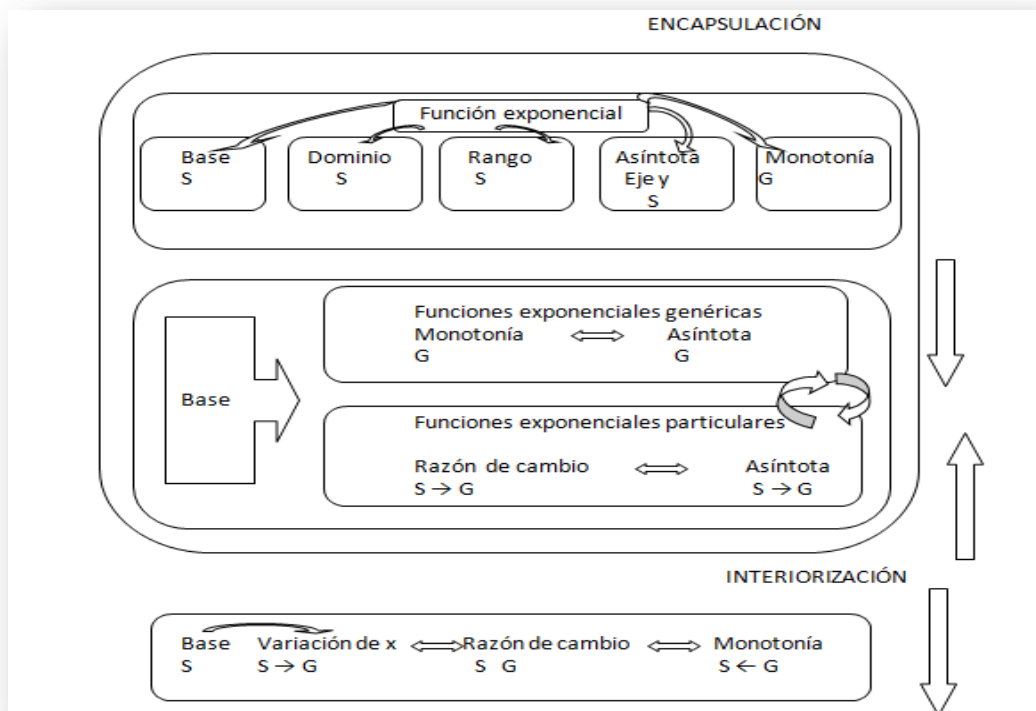 ENCAPSULACIÓN
Función exponencial
Base
S
Dominio
S
Rango
S
Asíntota
Eje y
S
Monotonía
G
Base
Funciones exponenciales genéricas
Monotonía ⇔ Asíntota
G G
Funciones exponenciales particulares
Razón de cambio ⇔ Asíntota
S → G S → G
INTERIORIZACIÓN
Base Variación de x ⇔ Razón de cambio ⇔ Monotonía
S S → G S G S ← G